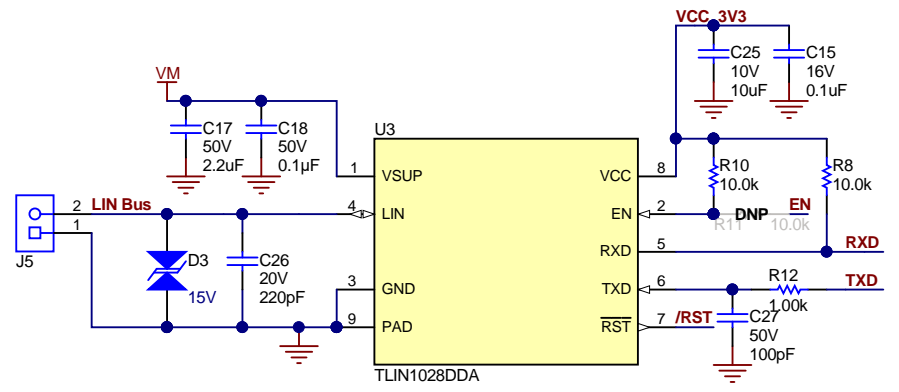 VCC_3V3
C25
10V
10uF
C15
16V
0.1uF
VM
C17
50V
2.2uF
C18
50V
0.1µF
U3
R10
10.0k
R8
10.0k
1 VSUP
VCC 8
2 LIN Bus
4 LIN
EN 2
DNP
EN
R11 10.0k
1
J5
RXD 5
RXD
D3
15V
C26
20V
220pF
3 GND
TXD 6
R12
1.00k
TXD
9 PAD
RST 7
/RST
C27
50V
100pF
TLIN1028DDA